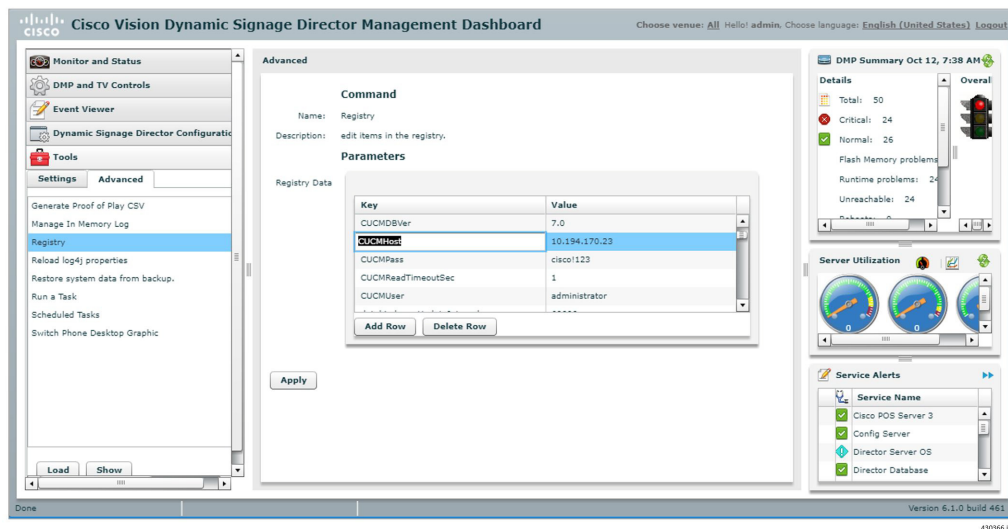 CISCO
Cisco Vision Dynamic Signage Director Management Dashboard
Choose venue: All Hello! admin. Choose language: English (United States) Logout
Monitor and Status
DMP and TV Controls
Event Viewer
Dynamic Signage Director Configuratio
Tools
Settings Advanced
Generate Proof of Play CSV
Manage In Memory Log
Registry
Reload log4j properties
Restore system data from backup.
Run a Task
Scheduled Tasks
Switch Phone Desktop Graphic
Load Show
Advanced
Command
Name: Registry
Description: edit items in the registry.
Parameters
Registry Data
Key Value
CUCMDBVer 7.0
CUCMHost 10.194.170.23
CUCMPass cisco!123
CUCMReadTimeoutSec 1
CUCMUser administrator
Add Row Delete Row
Apply
DMP Summary Oct 12, 7:38 AM
Details Overal
Total: 50
Critical: 24
Normal: 26
Flash Memory problems
Runtime problems: 24
Unreachable: 24
Server Utilization
0 0
Service Alerts
Service Name
Cisco POS Server 3
Config Server
Director Server OS
Director Database
Done
Version 6.1.0 build 461
430366